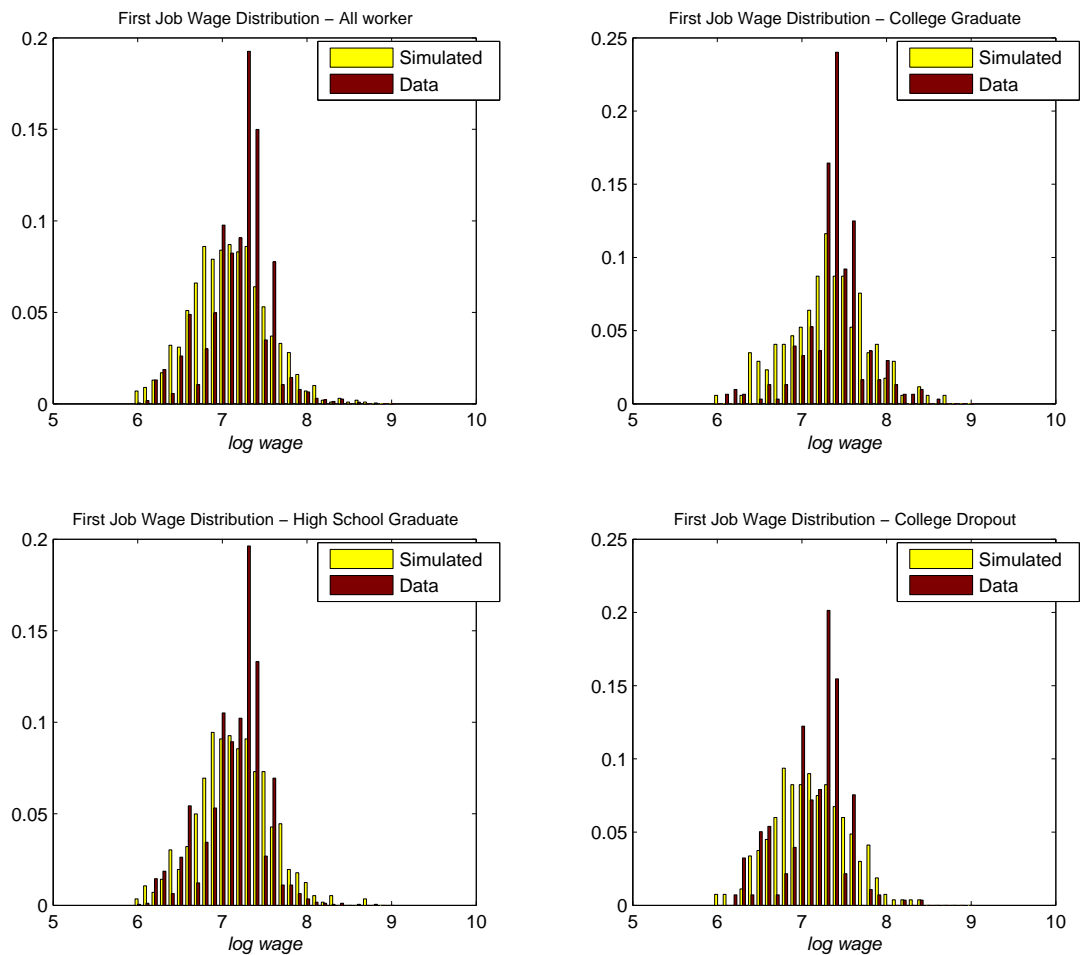 First Job Wage Distribution − All worker
0.2
0.15
0.1
0.05
0
5 6 7 8 9 10
log wage
Simulated
Data
First Job Wage Distribution − College Graduate
0.25
0.2
0.15
0.1
0.05
0
5 6 7 8 9 10
log wage
Simulated
Data
First Job Wage Distribution − High School Graduate
0.2
0.15
0.1
0.05
0
5 6 7 8 9 10
log wage
Simulated
Data
First Job Wage Distribution − College Dropout
0.25
0.2
0.15
0.1
0.05
0
5 6 7 8 9 10
log wage
Simulated
Data